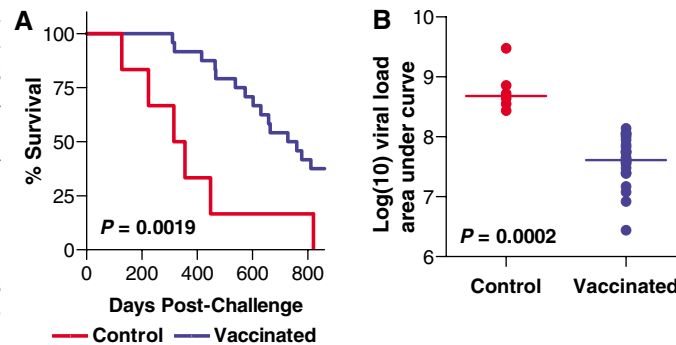 A
% Survival
100
75
50
25
0
P = 0.0019
0 200 400 600 800
Days Post-Challenge
Control Vaccinated
B
Log(10) viral load
area under curve
10
9
8
7
6
P = 0.0002
Control Vaccinated